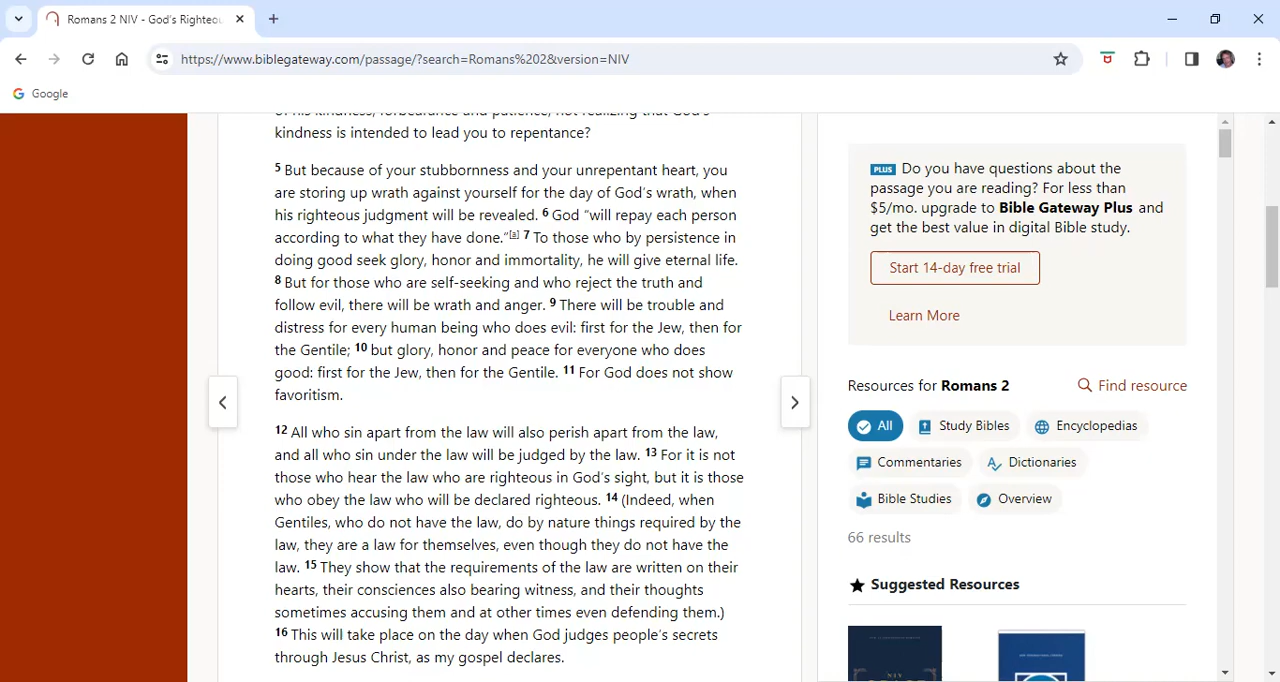 Romans 2 NIV - God's Righteou
https://www.biblegateway.com/passage/?search=Romans%202&version=NIV
Google
of his kindness, forbearance and patience, not realizing that God's
kindness is intended to lead you to repentance?
5 But because of your stubbornness and your unrepentant heart, you
are storing up wrath against yourself for the day of God's wrath, when
his righteous judgment will be revealed. 6 God “will repay each person
according to what they have done.”[a] 7 To those who by persistence in
doing good seek glory, honor and immortality, he will give eternal life.
8 But for those who are self-seeking and who reject the truth and
follow evil, there will be wrath and anger. 9 There will be trouble and
distress for every human being who does evil: first for the Jew, then for
the Gentile; 10 but glory, honor and peace for everyone who does
good: first for the Jew, then for the Gentile. 11 For God does not show
favoritism.
12 All who sin apart from the law will also perish apart from the law,
and all who sin under the law will be judged by the law. 13 For it is not
those who hear the law who are righteous in God's sight, but it is those
who obey the law who will be declared righteous. 14 (Indeed, when
Gentiles, who do not have the law, do by nature things required by the
law, they are a law for themselves, even though they do not have the
law. 15 They show that the requirements of the law are written on their
hearts, their consciences also bearing witness, and their thoughts
sometimes accusing them and at other times even defending them.)
16 This will take place on the day when God judges people's secrets
through Jesus Christ, as my gospel declares.
PLUS Do you have questions about the
passage you are reading? For less than
$5/mo. upgrade to Bible Gateway Plus and
get the best value in digital Bible study.
Start 14-day free trial
Learn More
Resources for Romans 2 Find resource
All Study Bibles Encyclopedias
Commentaries Dictionaries
Bible Studies Overview
66 results
Suggested Resources
NIV